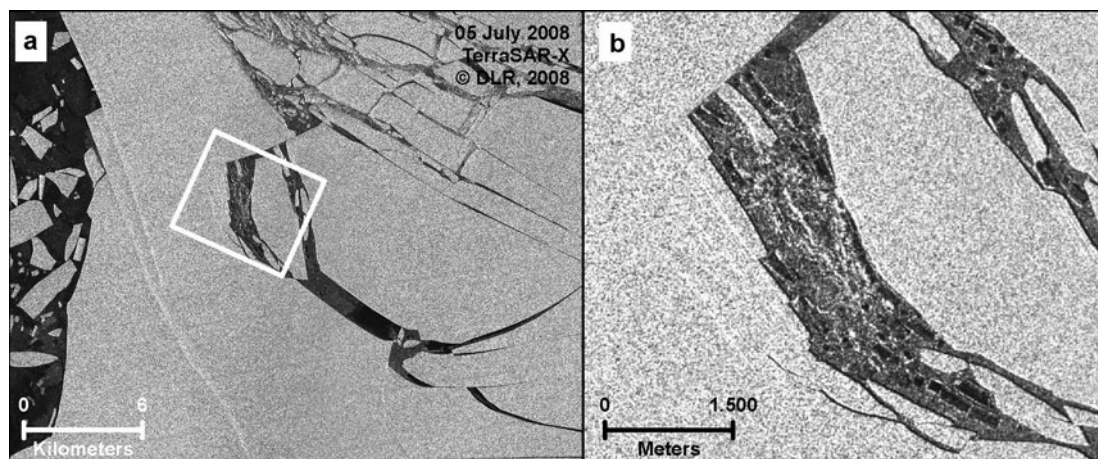 a
05 July 2008
TerraSAR-X
© DLR, 2008
0 6
Kilometers
b
0 1.500
Meters